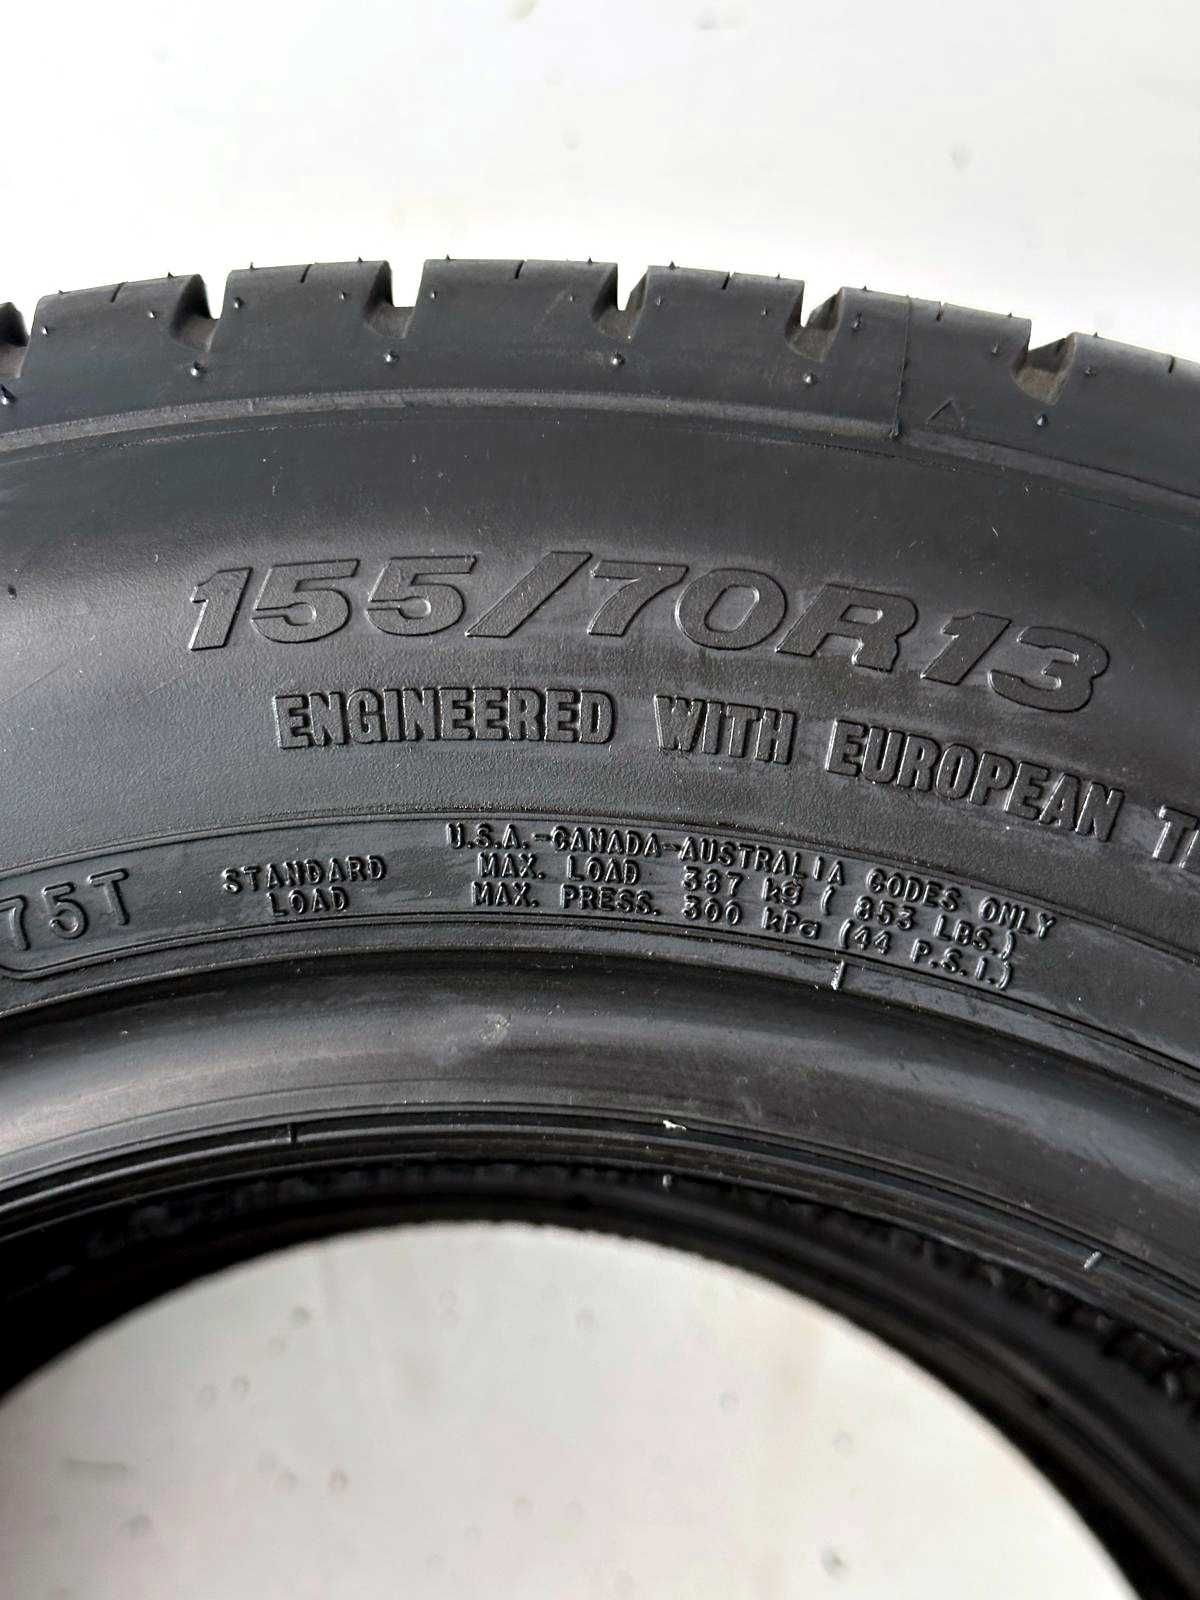 155/70R13
ENGINEERED WITH EUROPEAN
75T
STANDARD
LOAD
U.S.A.-CANADA-AUSTRALIA CODES ONLY
MAX. LOAD 387 kg ( 853 LBS.)
MAX. PRESS. 300 kPa (44 P.S.I.)